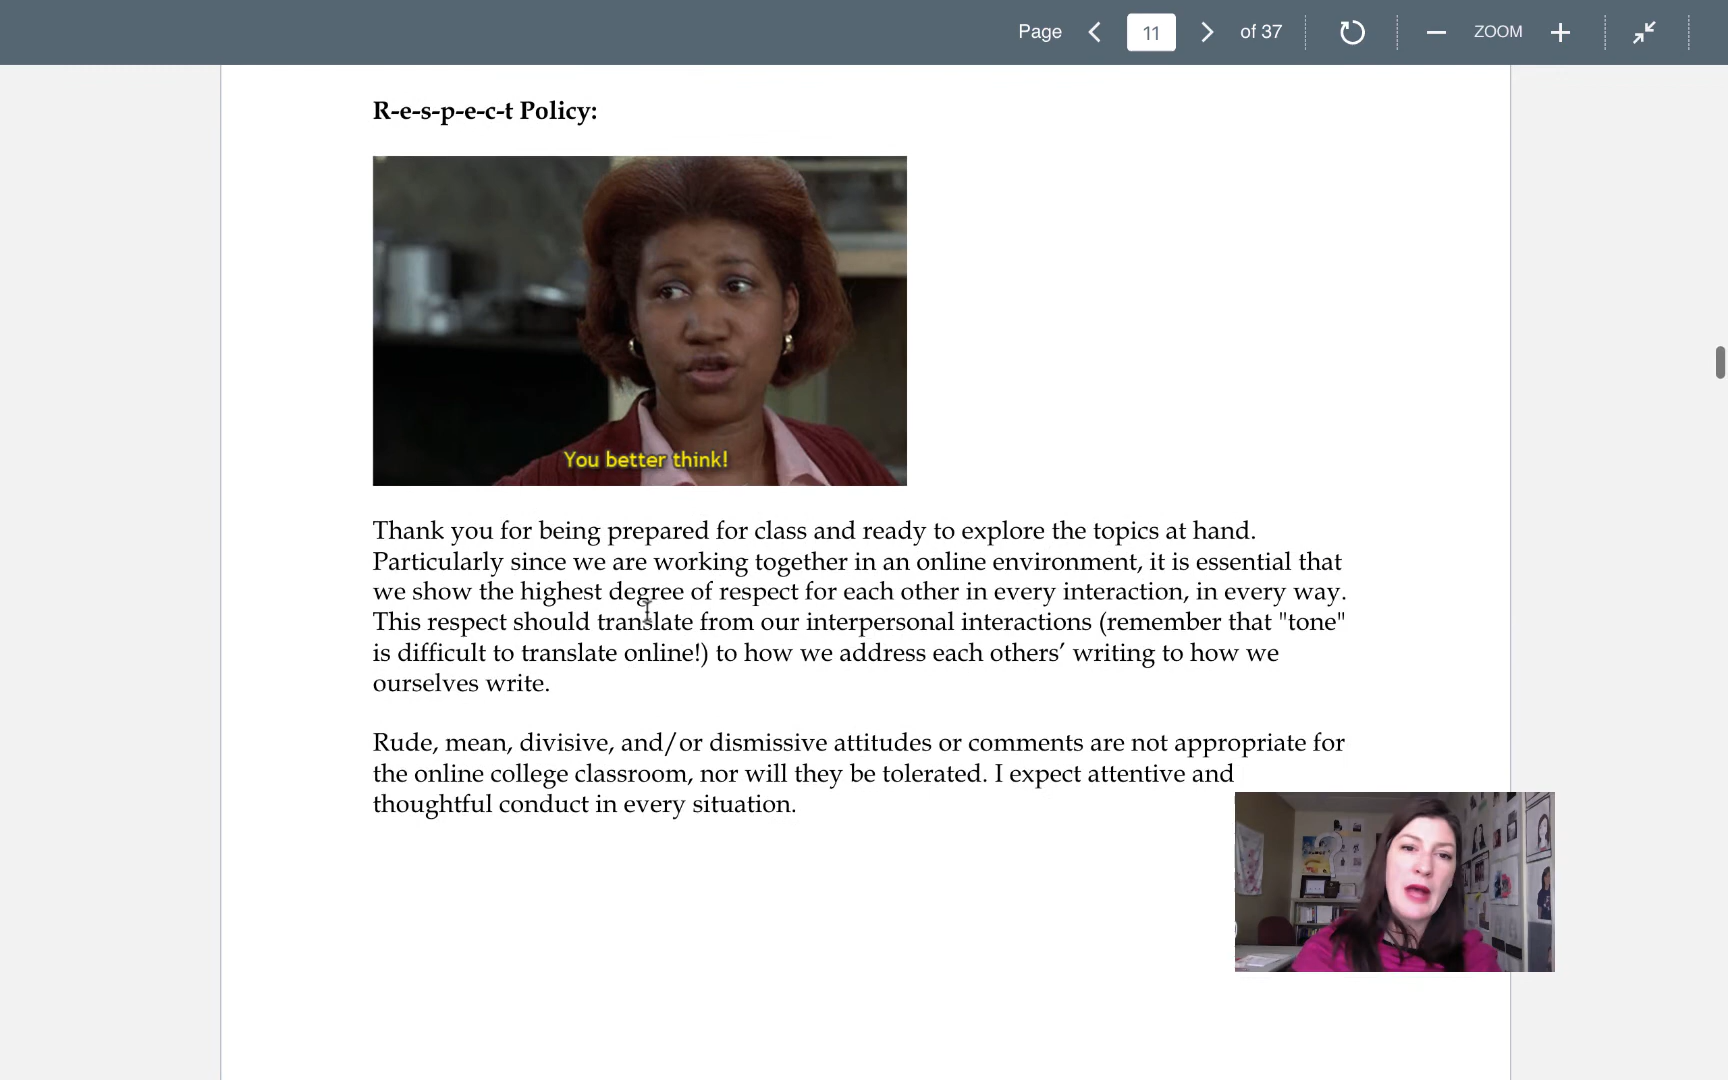 Page 11 of 37 ZOOM
R-e-s-p-e-c-t Policy:
You better think!
Thank you for being prepared for class and ready to explore the topics at hand.
Particularly since we are working together in an online environment, it is essential that
we show the highest degree of respect for each other in every interaction, in every way.
This respect should translate from our interpersonal interactions (remember that "tone"
is difficult to translate online!) to how we address each others’ writing to how we
ourselves write.
Rude, mean, divisive, and/or dismissive attitudes or comments are not appropriate for
the online college classroom, nor will they be tolerated. I expect attentive and
thoughtful conduct in every situation.